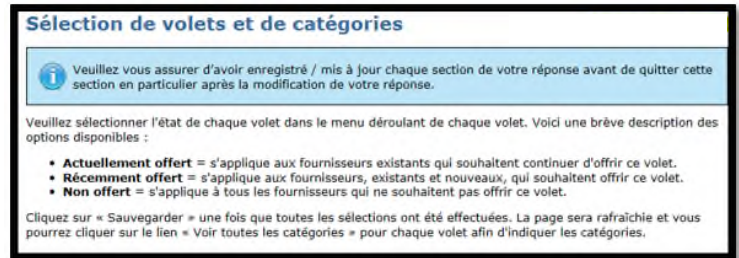 Sélection de volets et de catégories
Veuillez vous assurer d'avoir enregistré / mis à jour chaque section de votre réponse avant de quitter cette
section en particulier après la modification de votre réponse.
Veuillez sélectionner l'état de chaque volet dans le menu déroulant de chaque volet. Voici une brève description des
options disponibles :
• Actuellement offert = s'applique aux fournisseurs existants qui souhaitent continuer d'offrir ce volet.
• Récemment offert = s'applique aux fournisseurs, existants et nouveaux, qui souhaitent offrir ce volet.
• Non offert = s'applique à tous les fournisseurs qui ne souhaitent pas offrir ce volet.
Cliquez sur « Sauvegarder » une fois que toutes les sélections ont été effectuées. La page sera rafraîchie et vous
pourrez cliquer sur le lien « Voir toutes les catégories » pour chaque volet afin d'indiquer les catégories.